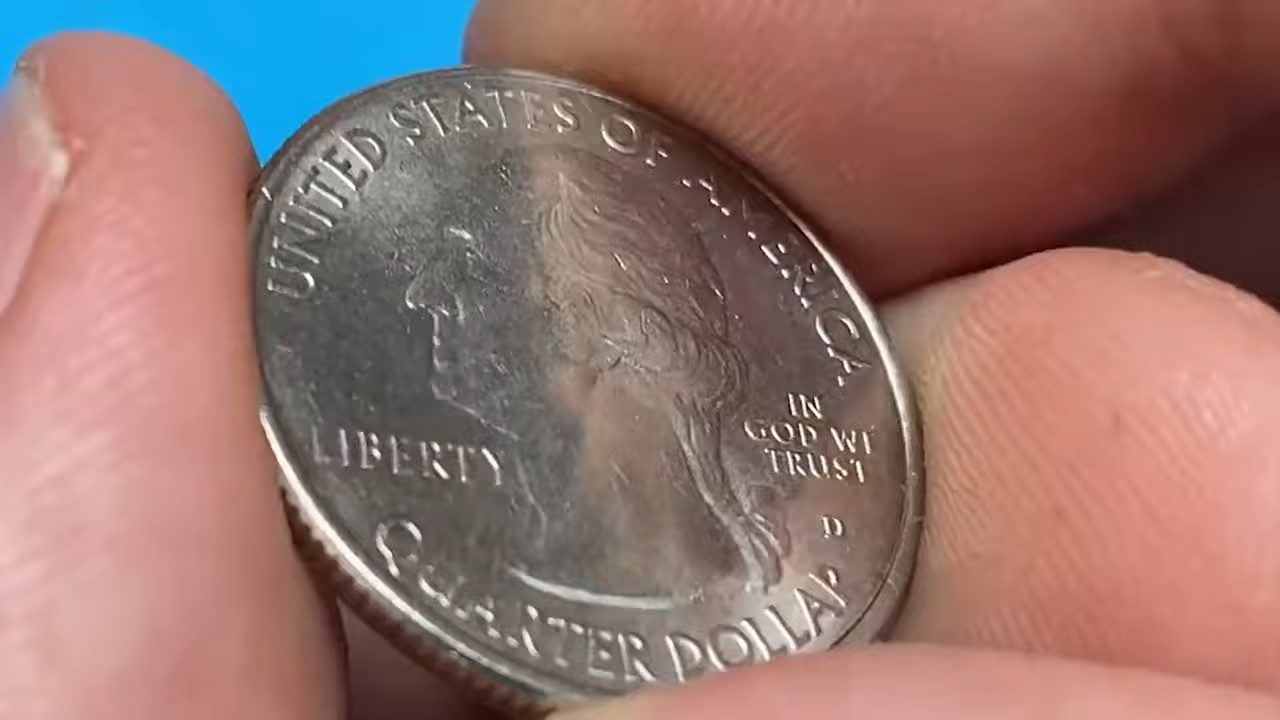 UNITED STATES OF AMERICA
LIBERTY
IN
GOD WE
TRUST
D
QUARTER DOLLAR